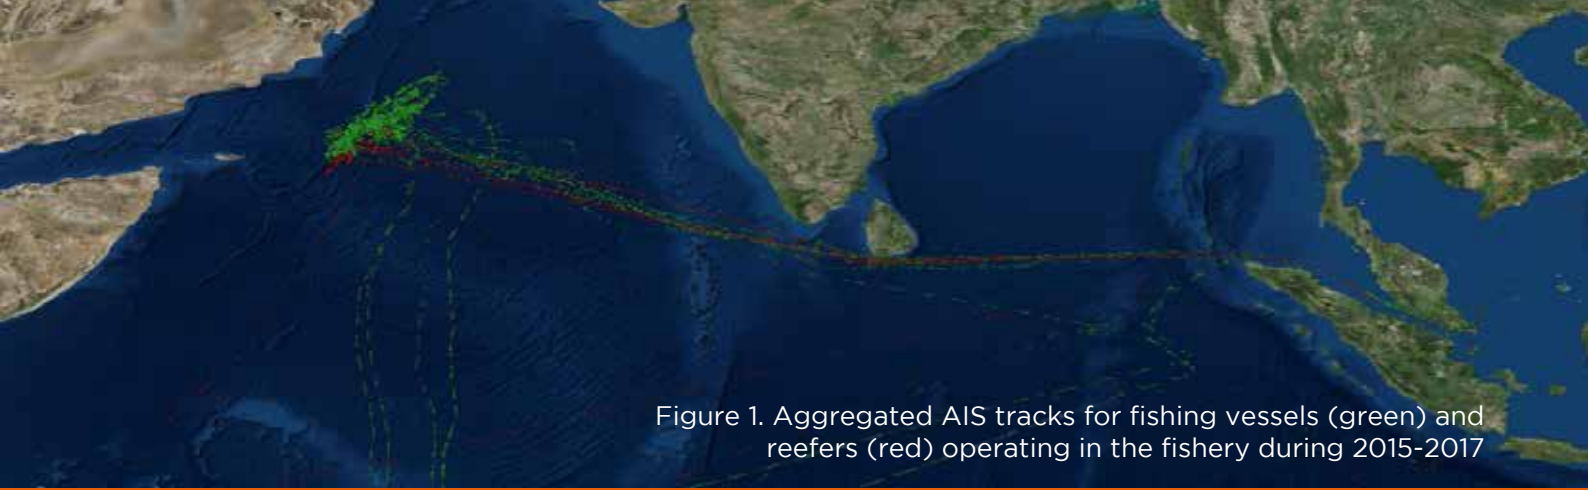 Figure 1. Aggregated AIS tracks for fishing vessels (green) and
reefers (red) operating in the fishery during 2015-2017